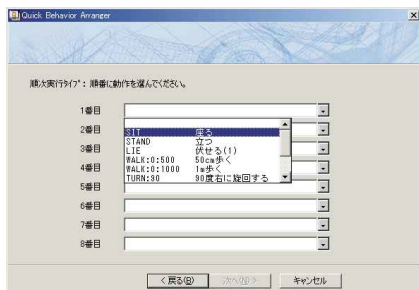 Quick Behavior Arranger
順次実行ﾀｲﾌﾟ: 順番に動作を選んでください。
1番目
2番目
SIT 座る
STAND 立つ
3番目
LIE 伏せる(1)
WALK:0:500 50cm歩く
4番目
WALK:0:1000 1m歩く
TURN:90 90度右に旋回する
5番目
6番目
7番目
8番目
< 戻る(B)
次へ(N) >
キャンセル